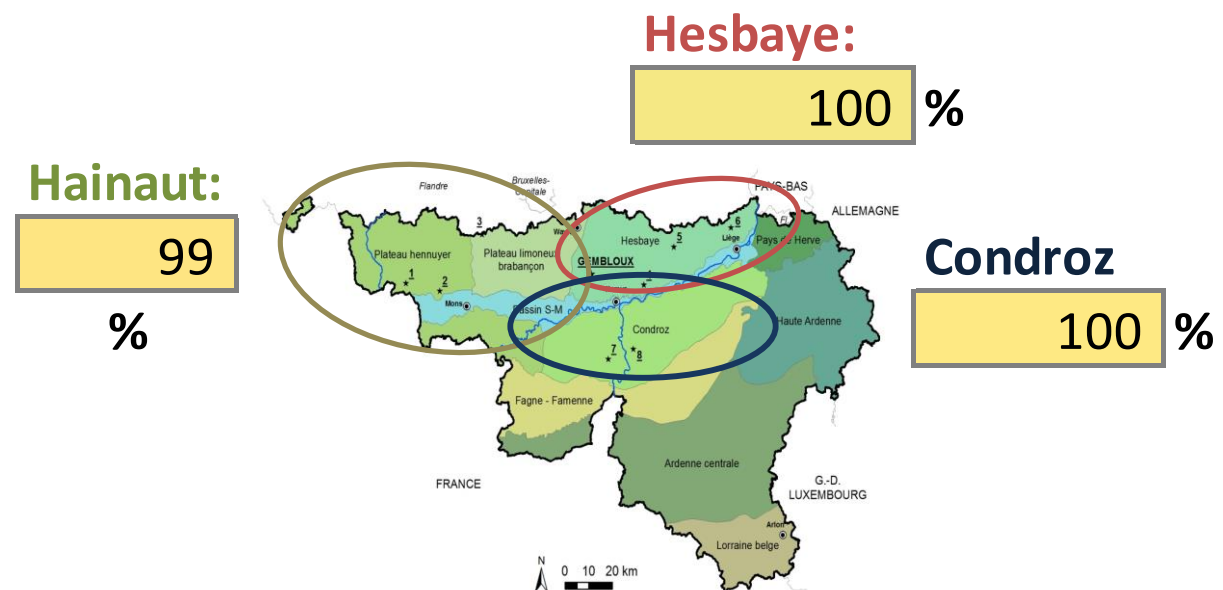 Hesbaye:
100 %
Hainaut:
99
%
Condroz
100 %
Flandre
Bruxelles-
Capitale
PAYS-BAS
ALLEMAGNE
3
6
5
Hesbaye
Liège
Pays de Herve
Plateau hennuyer
Plateau limoneux
brabançon
GEMBLOUX
1
2
Mons
Bassin S-M
Condroz
Haute Ardenne
7
8
Fagne - Famenne
Ardenne centrale
FRANCE
G.-D.
LUXEMBOURG
Arlon
Lorraine belge
N
0 10 20 km